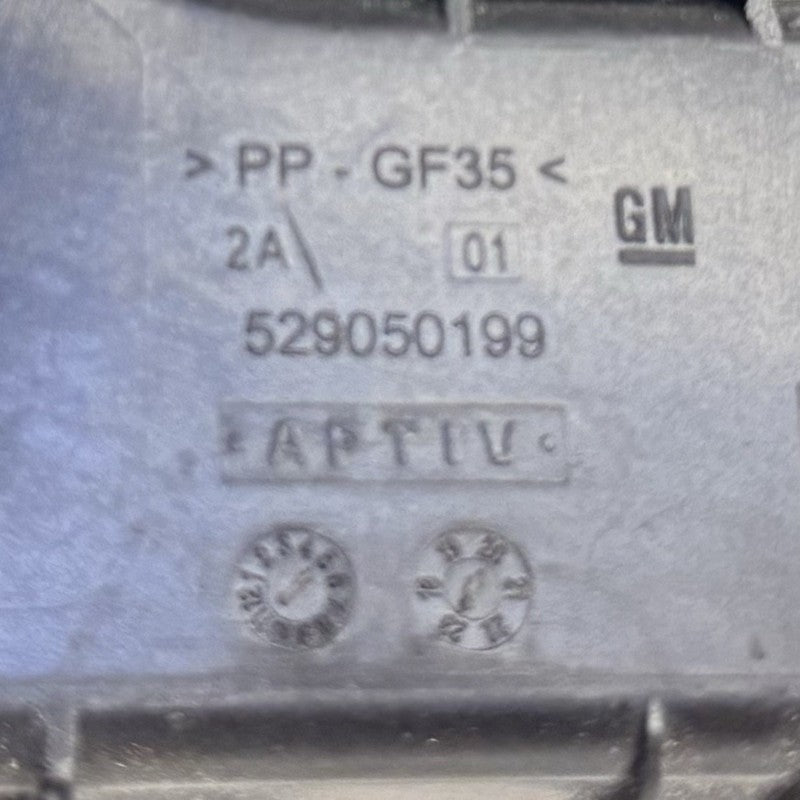 > PP - GF35 <
GM
2A
01
529050199
APTIV